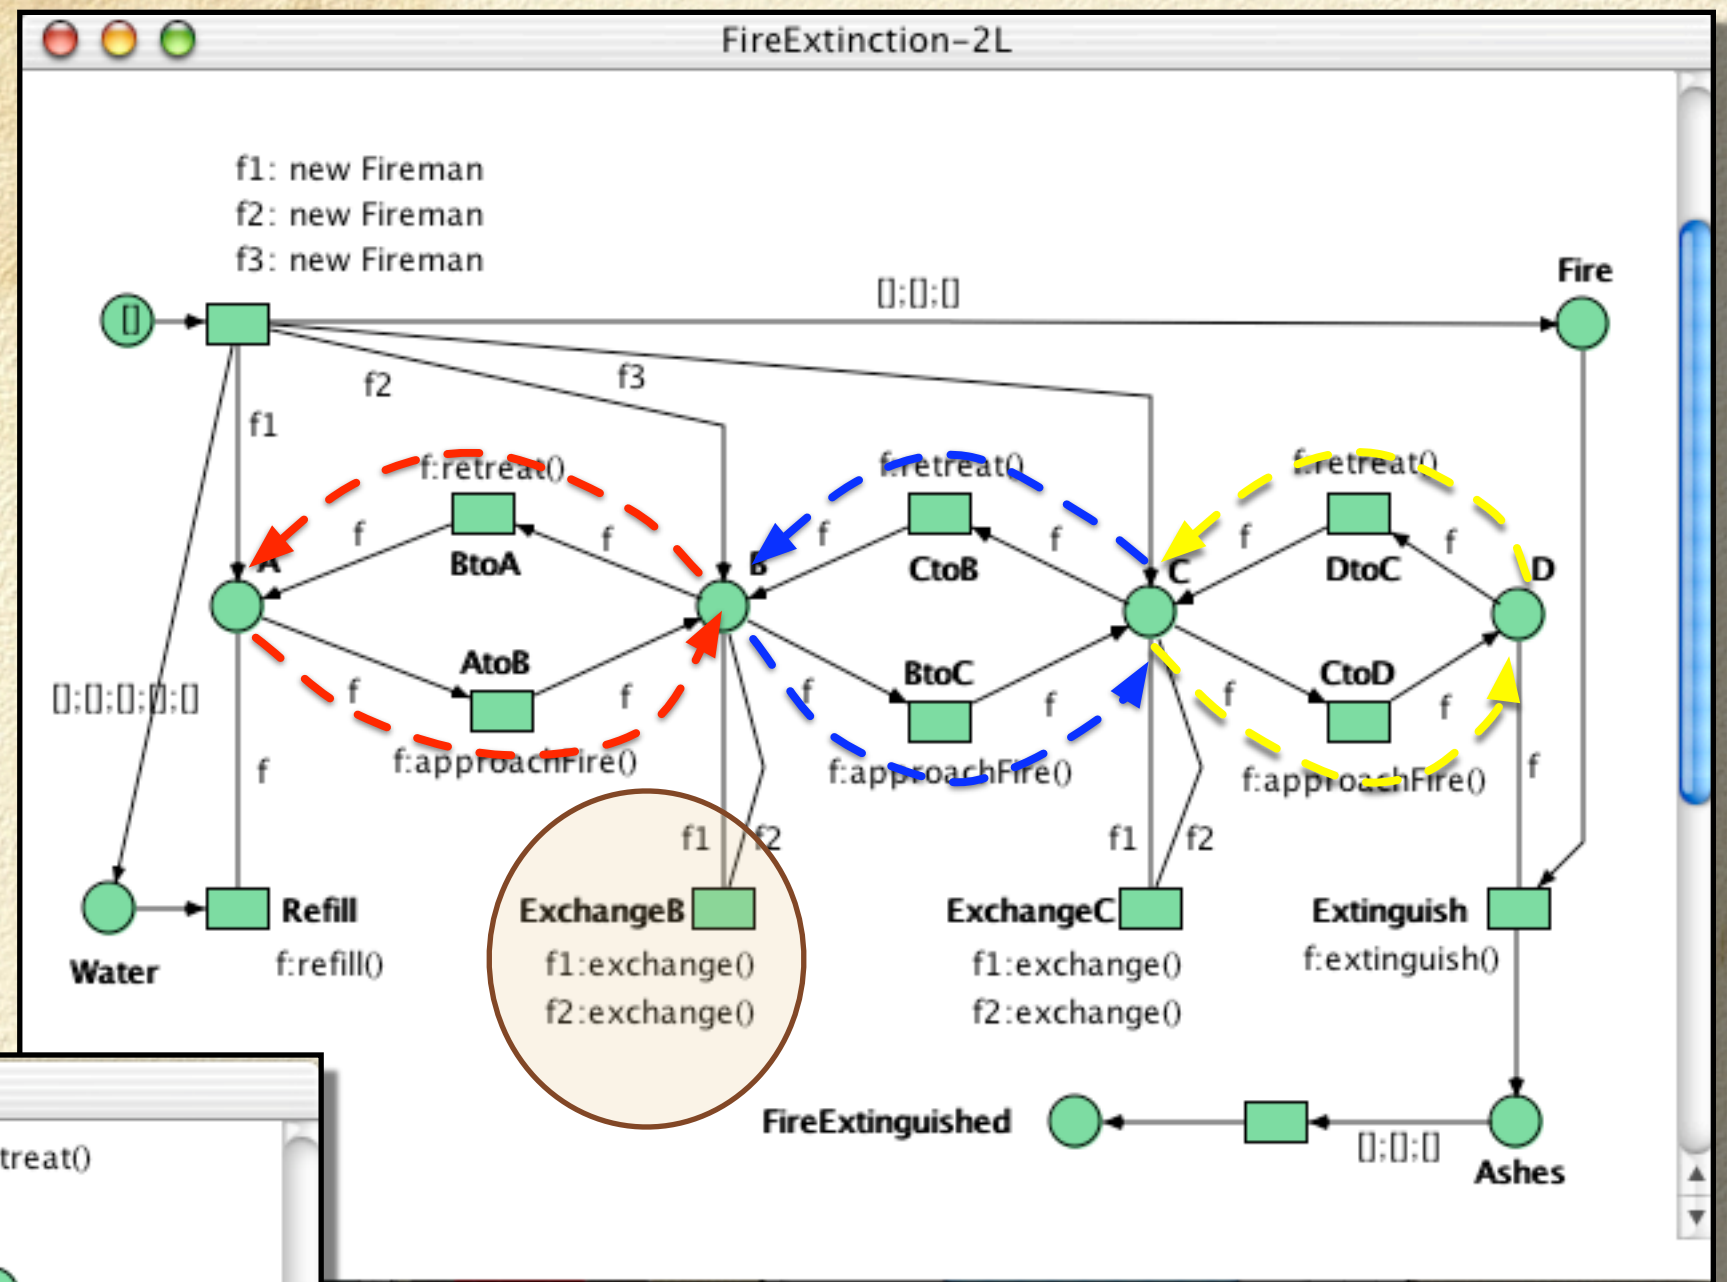 FireExtinction-2L
f1: new Fireman
f2: new Fireman
f3: new Fireman
Fire
[];[];[]
[]
f2
f3
f1
f:retreat()
f:retreat()
f:retreat()
f
f
f
f
f
f
A
BtoA
B
CtoB
C
DtoC
D
AtoB
BtoC
CtoD
[];[];[];[];[]
f
f
f
f
f
f
f:approachFire()
f:approachFire()
f:approachFire()
f
f
f1
f2
f1
f2
Refill
ExchangeB
ExchangeC
Extinguish
Water
f:refill()
f1:exchange()
f1:exchange()
f:extinguish()
f2:exchange()
f2:exchange()
FireExtinguished
[];[];[]
Ashes
treat()